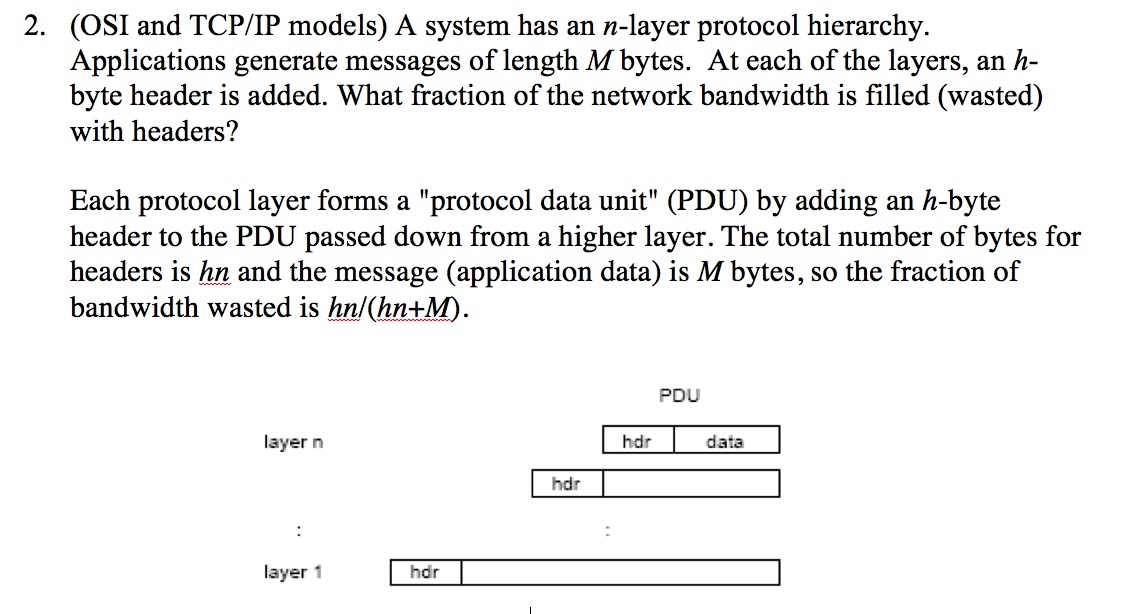 2. (OSI and TCP/IP models) A system has an n-layer protocol hierarchy.
Applications generate messages of length M bytes.  At each of the layers, an h-
byte header is added. What fraction of the network bandwidth is filled (wasted)
with headers?
Each protocol layer forms a "protocol data unit" (PDU) by adding an h-byte
header to the PDU passed down from a higher layer. The total number of bytes for
headers is hn and the message (application data) is M bytes, so the fraction of
bandwidth wasted is hn/(hn+M).
PDU
layer n hdr data
hdr
: :
layer 1 hdr